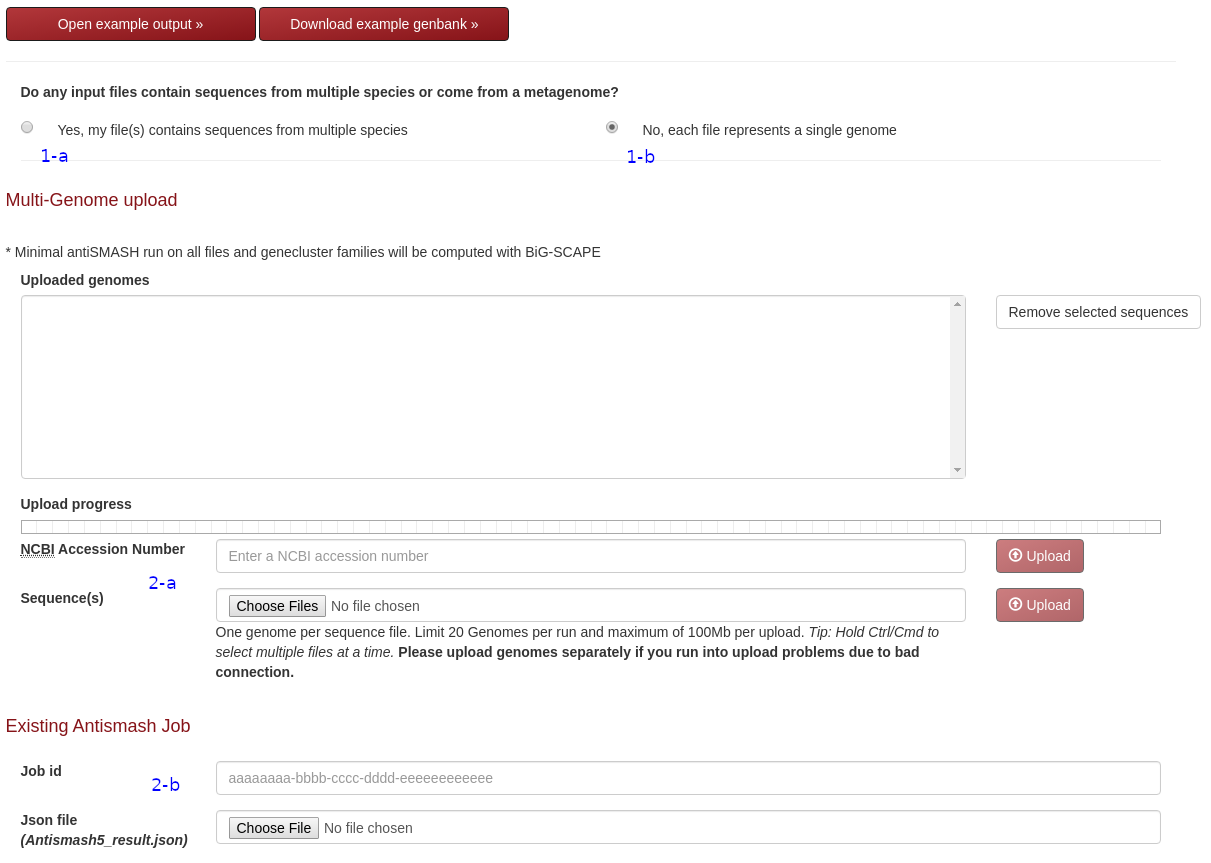 Open example output » Download example genbank »
Do any input files contain sequences from multiple species or come from a metagenome?
Yes, my file(s) contains sequences from multiple species No, each file represents a single genome
1-a 1-b
Multi-Genome upload
* Minimal antiSMASH run on all files and genecluster families will be computed with BiG-SCAPE
Uploaded genomes
Remove selected sequences
Upload progress
NCBI Accession Number Enter a NCBI accession number Upload
2-a
Sequence(s) Choose Files No file chosen Upload
One genome per sequence file. Limit 20 Genomes per run and maximum of 100Mb per upload. Tip: Hold Ctrl/Cmd to
select multiple files at a time. Please upload genomes separately if you run into upload problems due to bad
connection.
Existing Antismash Job
Job id aaaaaaaa-bbbb-cccc-dddd-eeeeeeeeeeee
2-b
Json file Choose File No file chosen
(Antismash5_result.json)